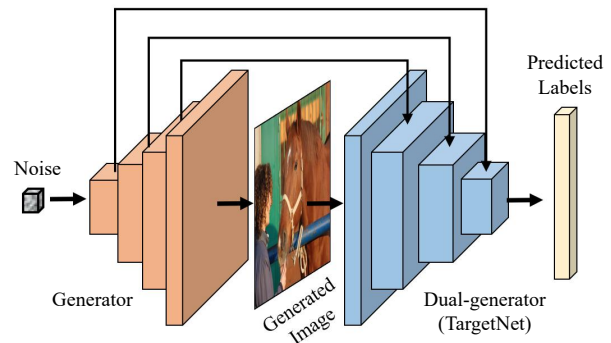 Noise
Generator
Generated
Image
Dual-generator
(TargetNet)
Predicted
Labels